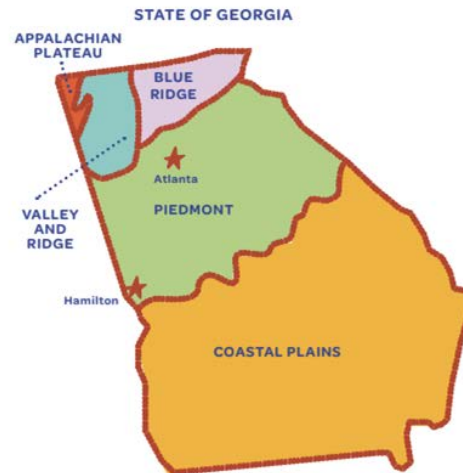 STATE OF GEORGIA
APPALACHIAN
PLATEAU
BLUE
RIDGE
Atlanta
PIEDMONT
VALLEY
AND
RIDGE
Hamilton
COASTAL PLAINS